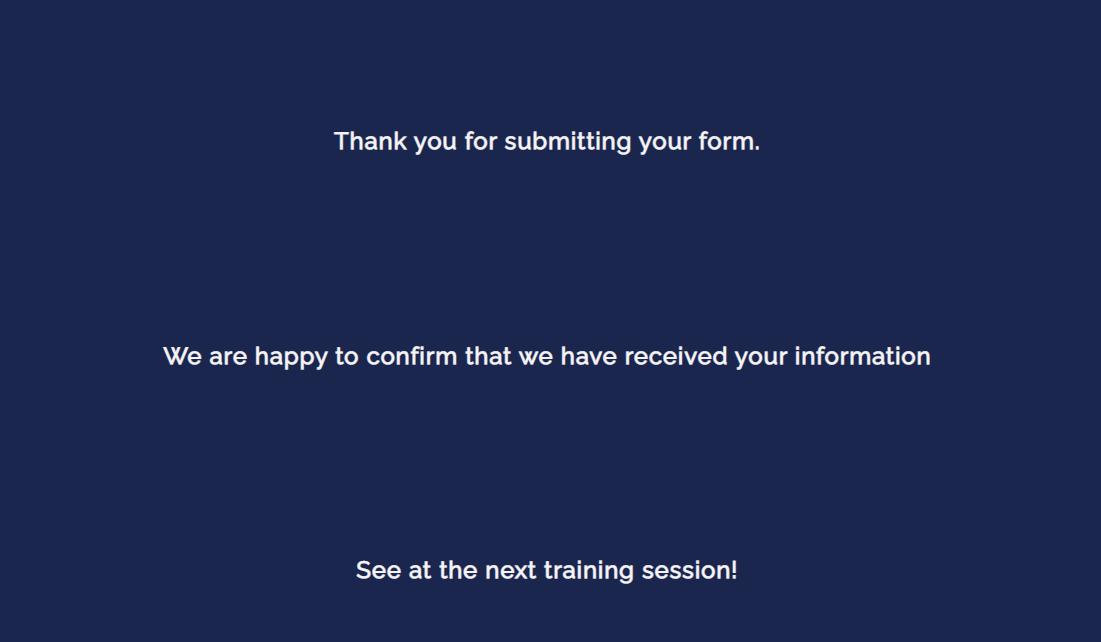 Thank you for submitting your form.
We are happy to confirm that we have received your information
See at the next training session!